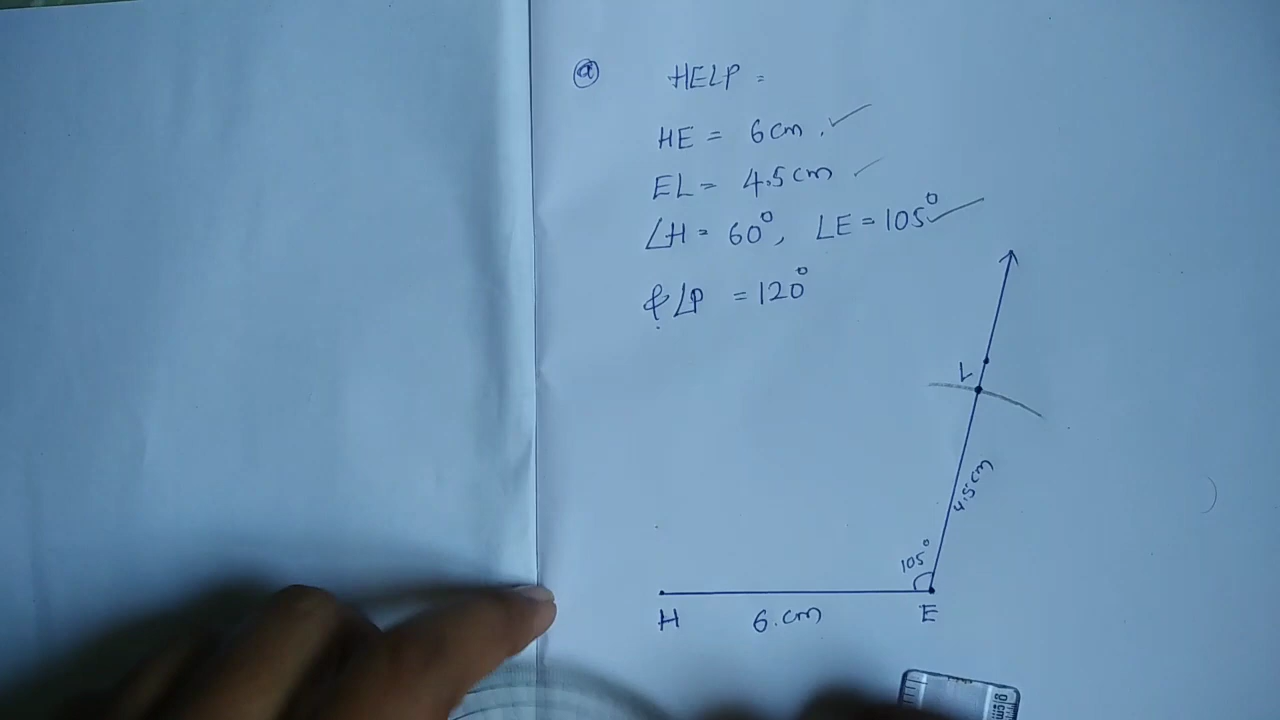 (a) HELP =
HE = 6cm. ✓
EL = 4.5cm ✓
∠H = 60°, ∠E = 105° ✓
& ∠P = 120°
L
4.5cm
105°
H 6.cm E